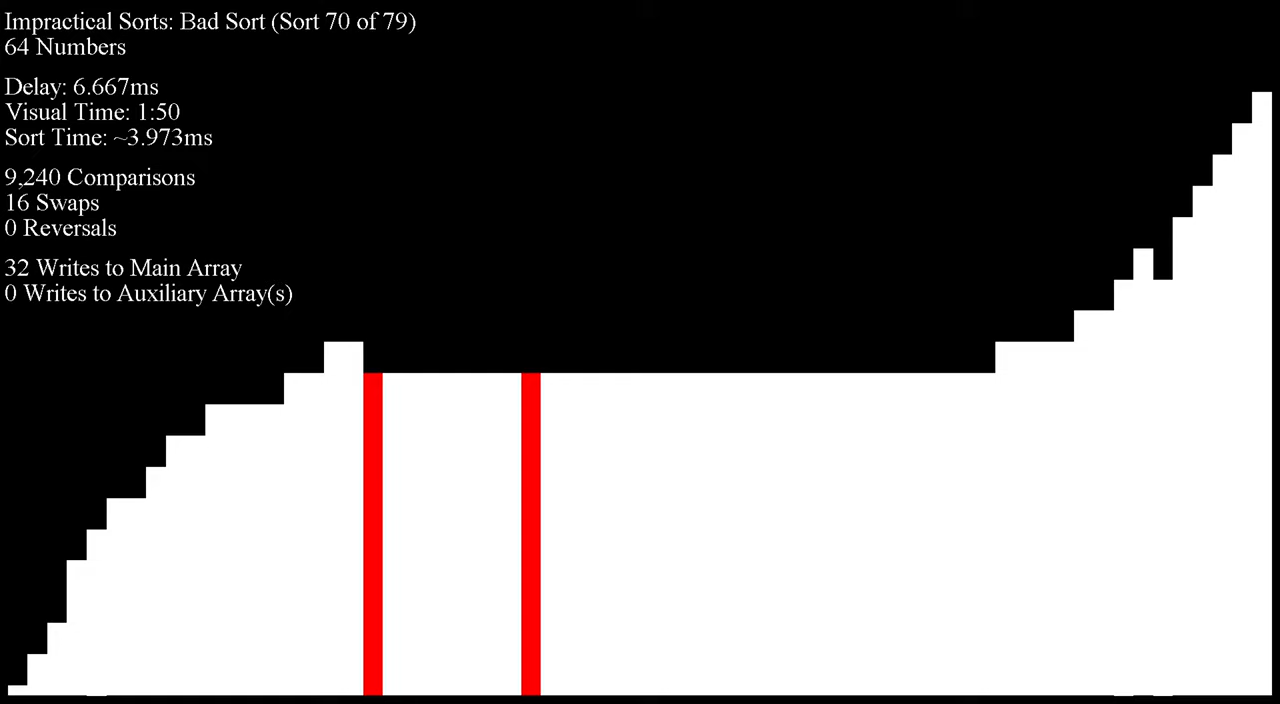 Impractical Sorts: Bad Sort (Sort 70 of 79)
64 Numbers
Delay: 6.667ms
Visual Time: 1:50
Sort Time: ~3.973ms
9,240 Comparisons
16 Swaps
0 Reversals
32 Writes to Main Array
0 Writes to Auxiliary Array(s)